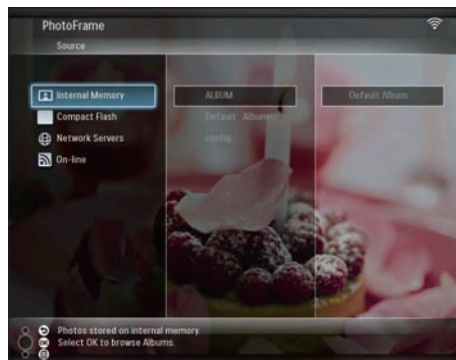 PhotoFrame
Source
Internal Memory
Compact Flash
Network Servers
On-line
ALBUM
Default Album
config
Default Album
Photos stored on internal memory.
Select OK to browse Albums.